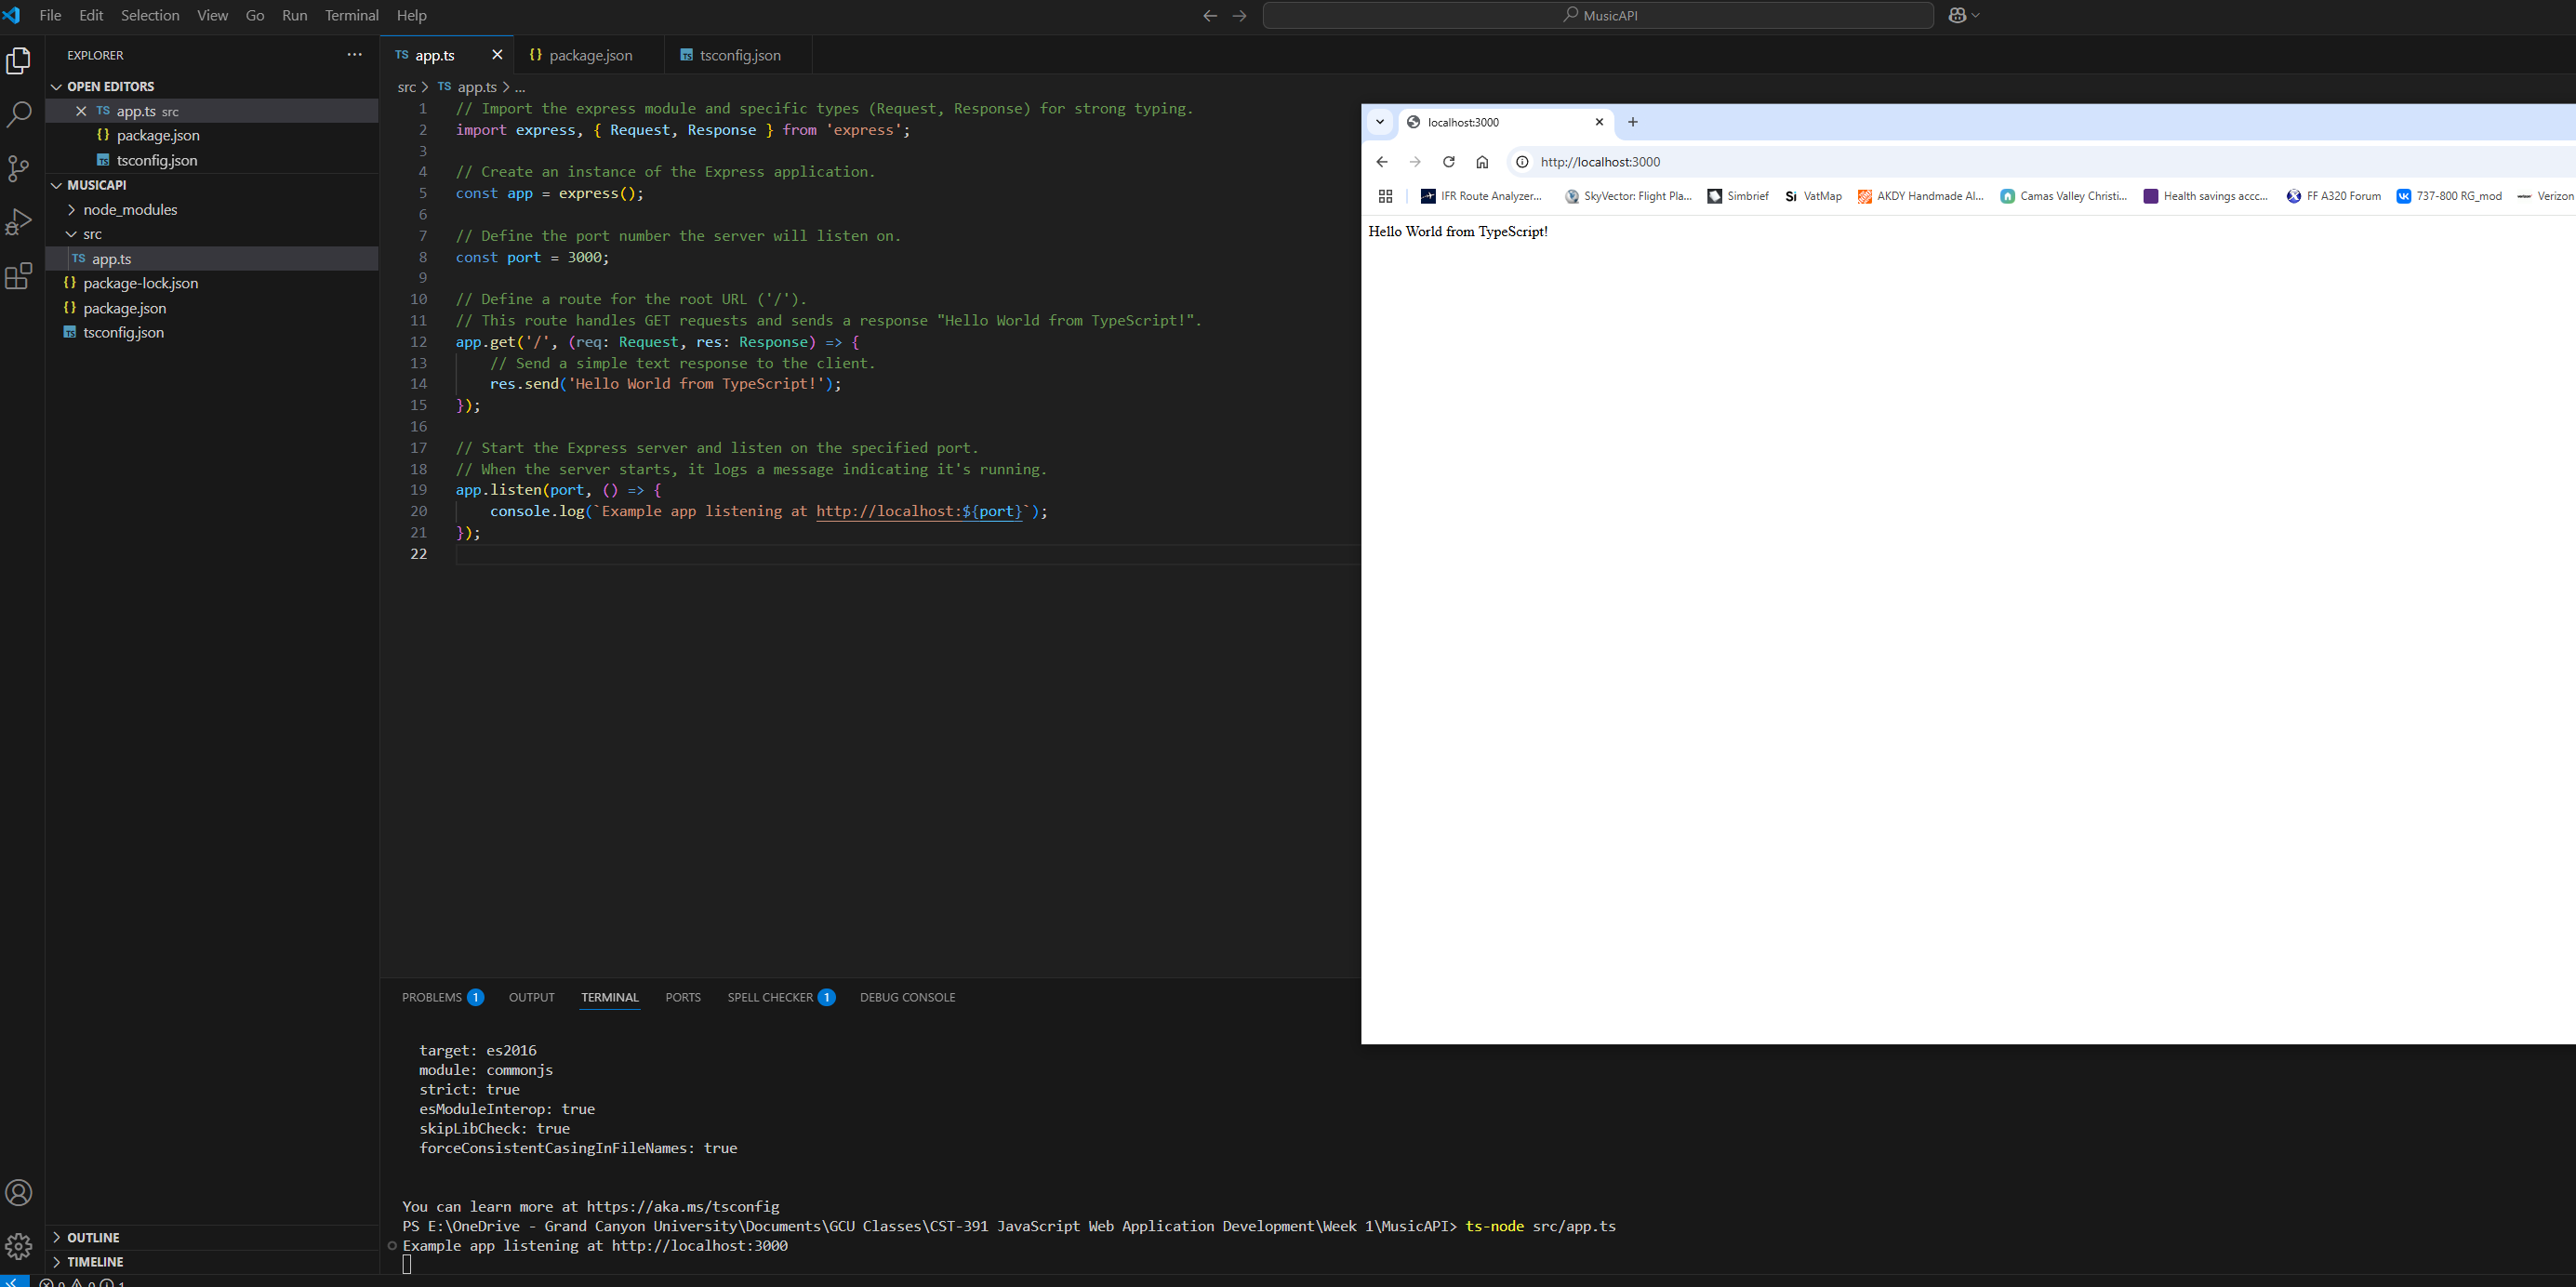 File Edit Selection View Go Run Terminal Help
MusicAPI
EXPLORER
OPEN EDITORS
TS app.ts src
{} package.json
TS tsconfig.json
MUSICAPI
node_modules
src
TS app.ts
{} package-lock.json
{} package.json
TS tsconfig.json
OUTLINE
TIMELINE
TS app.ts {} package.json TS tsconfig.json
src > TS app.ts > ...
1 // Import the express module and specific types (Request, Response) for strong typing.
2 import express, { Request, Response } from 'express';
3
4 // Create an instance of the Express application.
5 const app = express();
6
7 // Define the port number the server will listen on.
8 const port = 3000;
9
10 // Define a route for the root URL ('/').
11 // This route handles GET requests and sends a response "Hello World from TypeScript!".
12 app.get('/', (req: Request, res: Response) => {
13 // Send a simple text response to the client.
14 res.send('Hello World from TypeScript!');
15 });
16
17 // Start the Express server and listen on the specified port.
18 // When the server starts, it logs a message indicating it's running.
19 app.listen(port, () => {
20 console.log(`Example app listening at http://localhost:${port}`);
21 });
22
localhost:3000
http://localhost:3000
IFR Route Analyzer... SkyVector: Flight Pla... Simbrief Si VatMap AKDY Handmade Al... Camas Valley Christi... Health savings accc... FF A320 Forum 737-800 RG_mod Verizon
Hello World from TypeScript!
PROBLEMS 1 OUTPUT TERMINAL PORTS SPELL CHECKER 1 DEBUG CONSOLE
target: es2016
module: commonjs
strict: true
esModuleInterop: true
skipLibCheck: true
forceConsistentCasingInFileNames: true
You can learn more at https://aka.ms/tsconfig
PS E:\OneDrive - Grand Canyon University\Documents\GCU Classes\CST-391 JavaScript Web Application Development\Week 1\MusicAPI> ts-node src/app.ts
Example app listening at http://localhost:3000
0 0 1